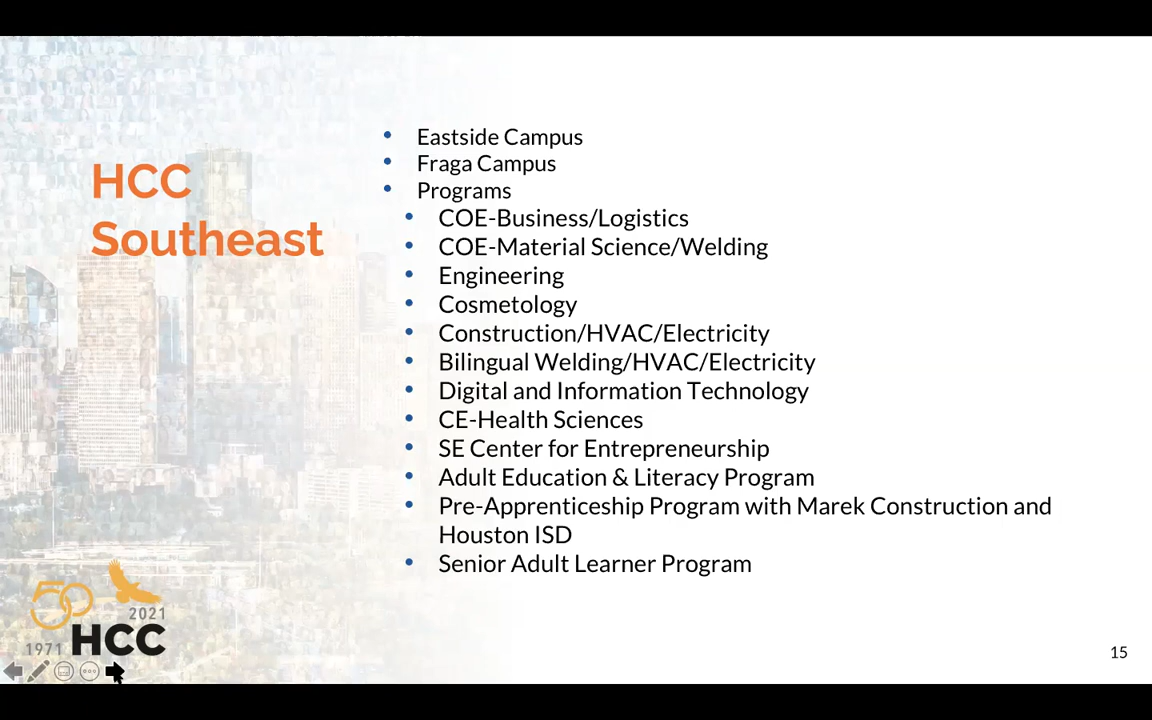 HCC
Southeast
Eastside Campus
Fraga Campus
Programs
COE-Business/Logistics
COE-Material Science/Welding
Engineering
Cosmetology
Construction/HVAC/Electricity
Bilingual Welding/HVAC/Electricity
Digital and Information Technology
CE-Health Sciences
SE Center for Entrepreneurship
Adult Education & Literacy Program
Pre-Apprenticeship Program with Marek Construction and
Houston ISD
Senior Adult Learner Program
50
2021
1971 HCC
15